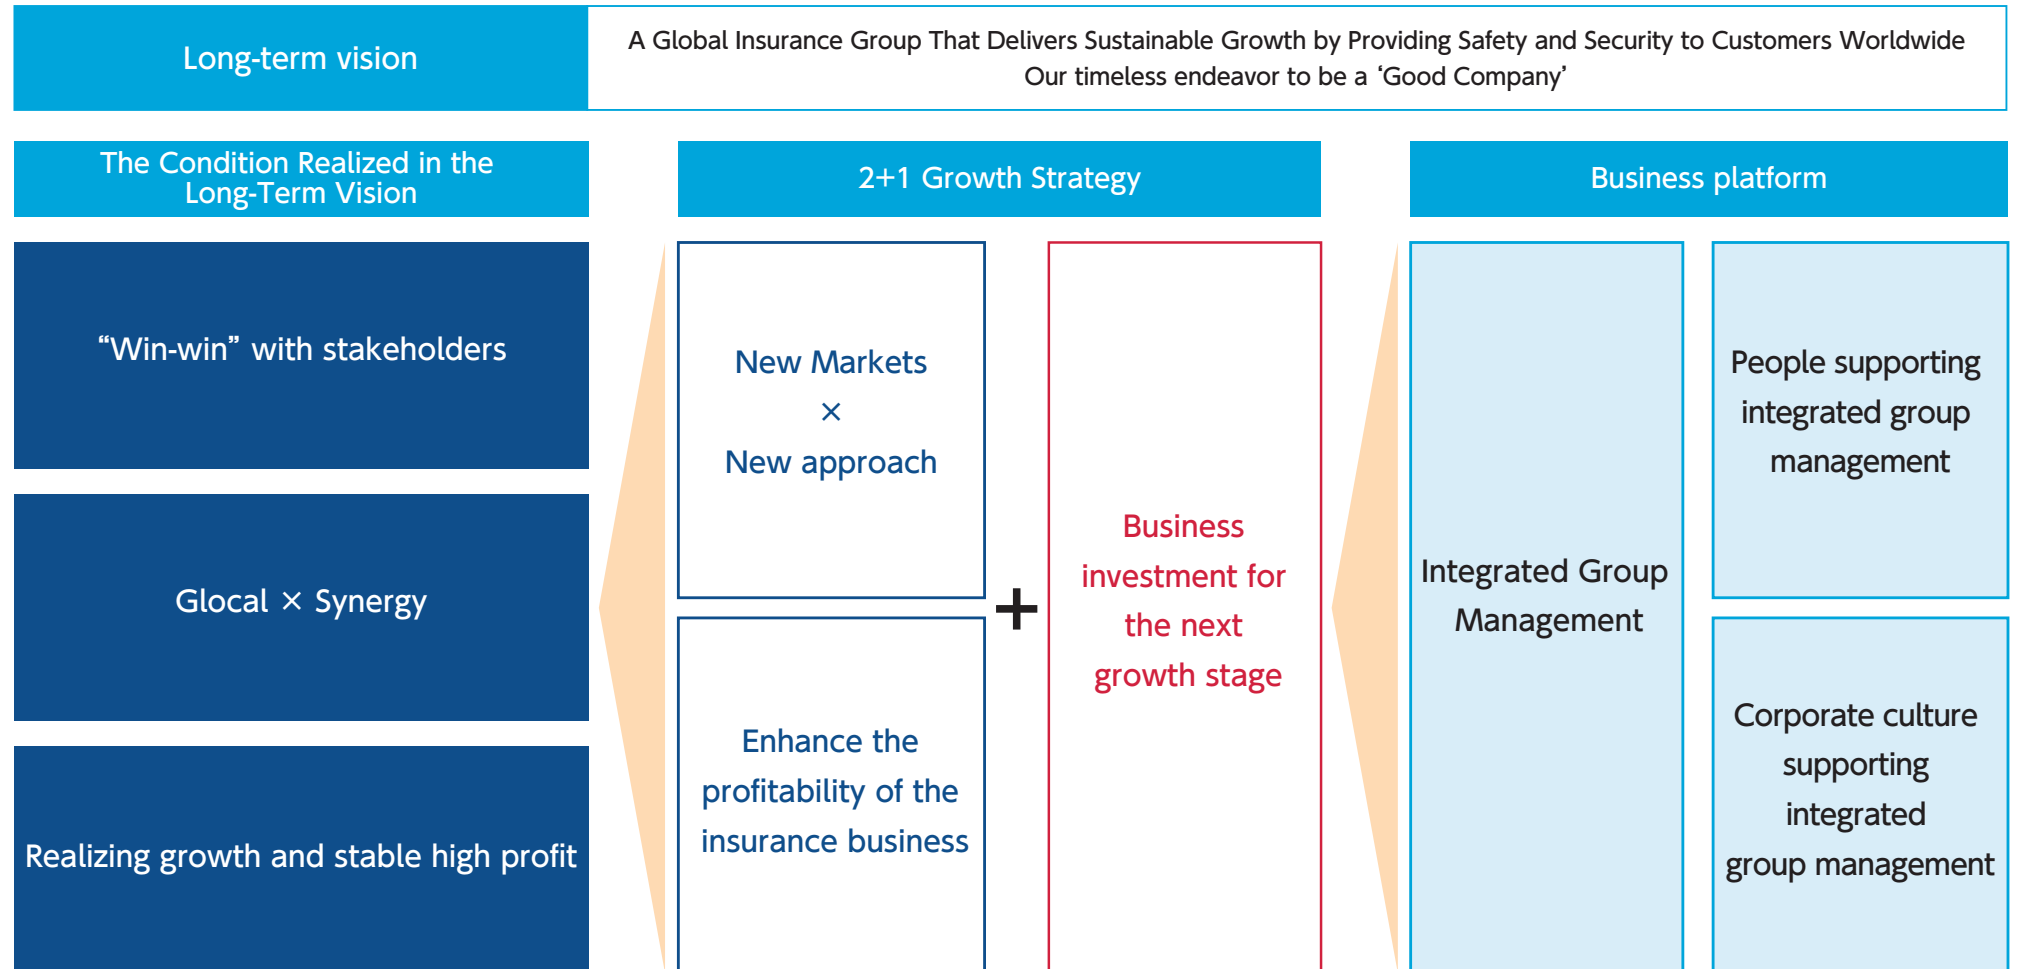 Long-term vision
A Global Insurance Group That Delivers Sustainable Growth by Providing Safety and Security to Customers Worldwide
Our timeless endeavor to be a ‘Good Company’
The Condition Realized in the
Long-Term Vision
“Win-win” with stakeholders
Glocal × Synergy
Realizing growth and stable high profit
2+1 Growth Strategy
New Markets
×
New approach
Enhance the
profitability of the
insurance business
+
Business
investment for
the next
growth stage
Business platform
Integrated Group
Management
People supporting
integrated group
management
Corporate culture
supporting
integrated
group management